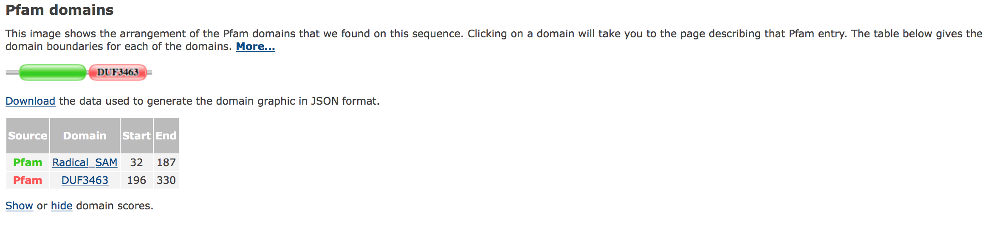 Pfam domains
This image shows the arrangement of the Pfam domains that we found on this sequence. Clicking on a domain will take you to the page describing that Pfam entry. The table below gives the
domain boundaries for each of the domains. More...
DUF3463
Download the data used to generate the domain graphic in JSON format.
Source Domain Start End
Pfam Radical_SAM 32 187
Pfam DUF3463 196 330
Show or hide domain scores.